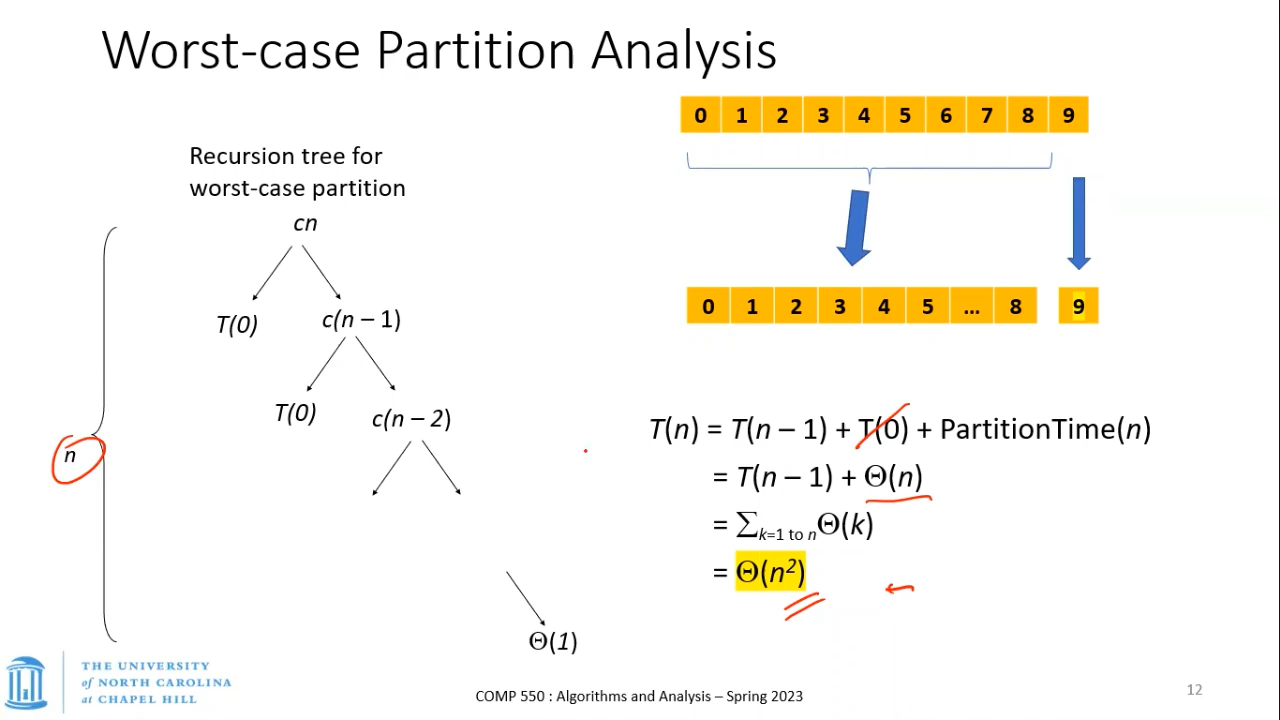 Worst-case Partition Analysis
0 1 2 3 4 5 6 7 8 9
Recursion tree for
worst-case partition
cn
T(0) c(n – 1)
T(0) c(n – 2)
n
Θ(1)
0 1 2 3 4 5 ... 8 9
T(n) = T(n – 1) + T(0) + PartitionTime(n)
= T(n – 1) + Θ(n)
= ∑k=1 to nΘ(k)
= Θ(n²)
THE UNIVERSITY
of NORTH CAROLINA
at CHAPEL HILL
COMP 550 : Algorithms and Analysis – Spring 2023
12